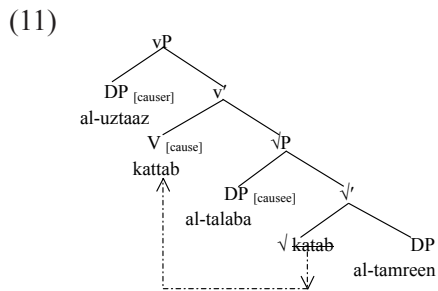 (11)
vP
DP [causer] v′
al-uztaaz
V [cause] √P
kattab
DP [causee] √′
al-talaba
√ katab DP
al-tamreen